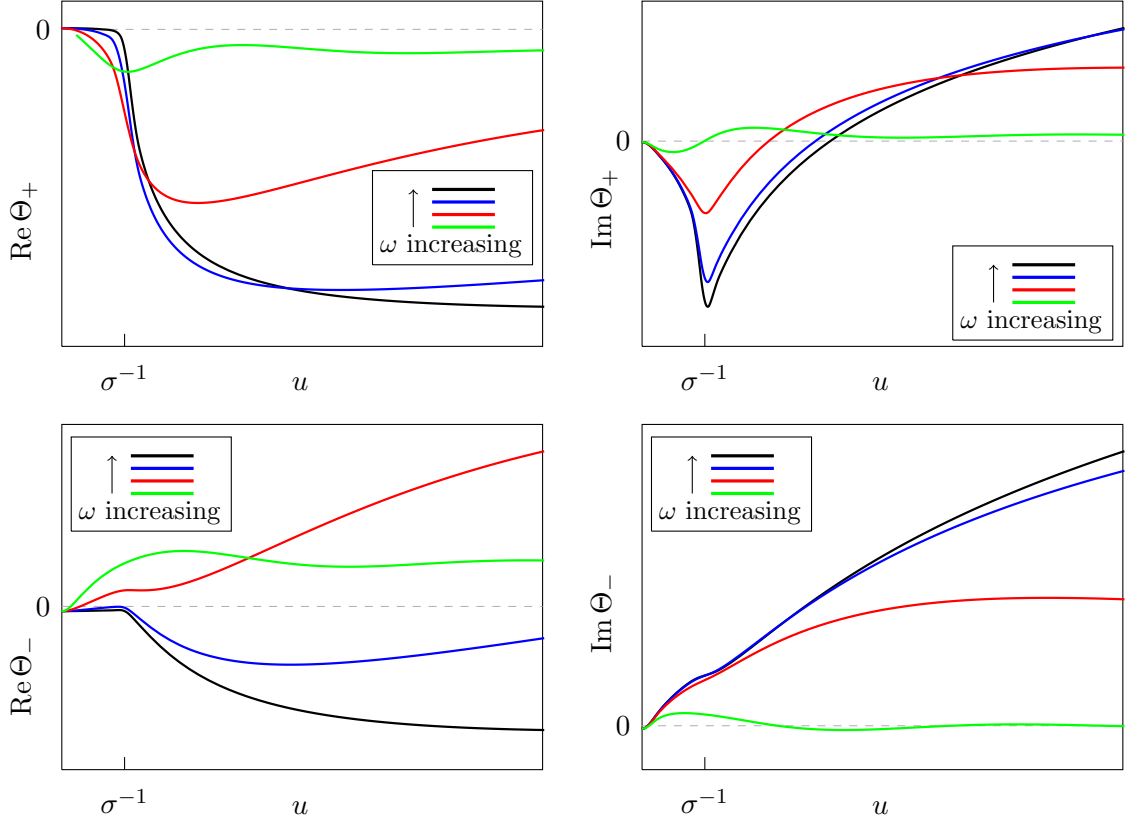 0
Re Θ₊
ω increasing
σ⁻¹
u
0
Im Θ₊
ω increasing
σ⁻¹
u
0
Re Θ₋
ω increasing
σ⁻¹
u
0
Im Θ₋
ω increasing
σ⁻¹
u